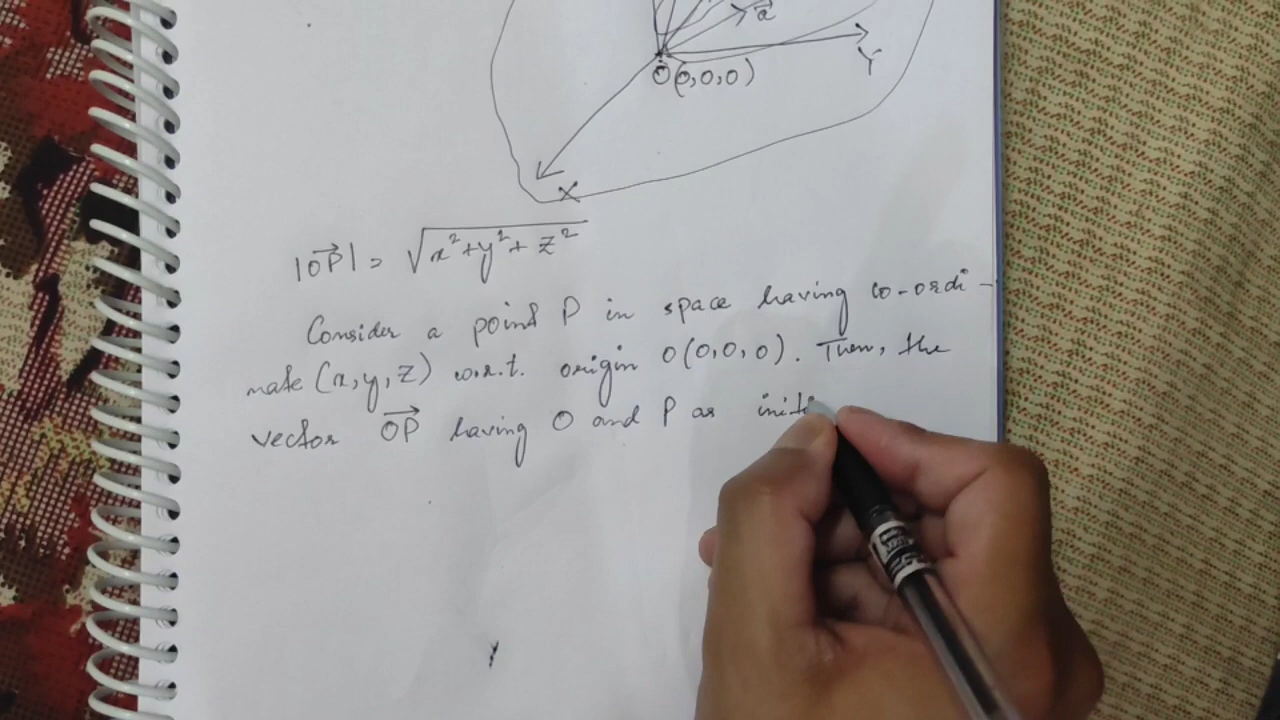 a
Y
O(0,0,0)
X
|OP| = √x²+y²+z²
Consider a point P in space having co-ordi-
nate (x,y,z) w.r.t. origin O(0,0,0). Then, the
vector OP having O and P as initi